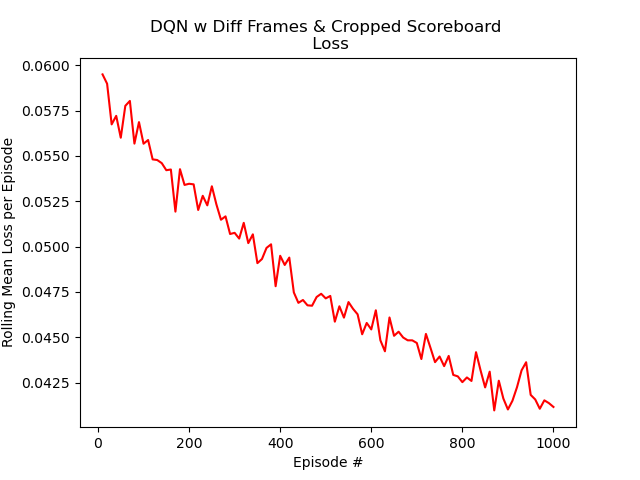 DQN w Diff Frames & Cropped Scoreboard
Loss
0.0600
0.0575
0.0550
0.0525
0.0500
0.0475
0.0450
0.0425
Rolling Mean Loss per Episode
0 200 400 600 800 1000
Episode #